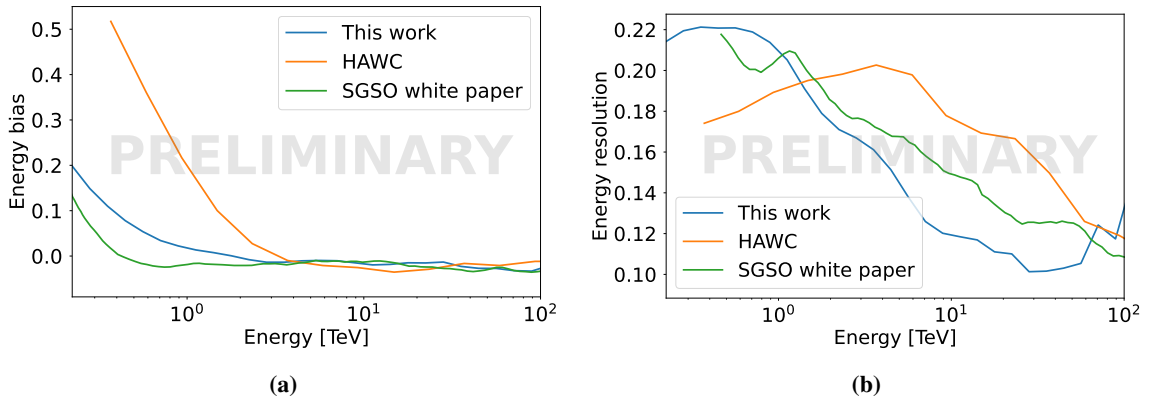 0.5
0.4
0.3
0.2
0.1
0.0
Energy bias
This work
HAWC
SGSO white paper
PRELIMINARY
10^0
10^1
10^2
Energy [TeV]
(a)
0.22
0.20
0.18
0.16
0.14
0.12
0.10
Energy resolution
PRELIMINARY
This work
HAWC
SGSO white paper
10^0
10^1
10^2
Energy [TeV]
(b)